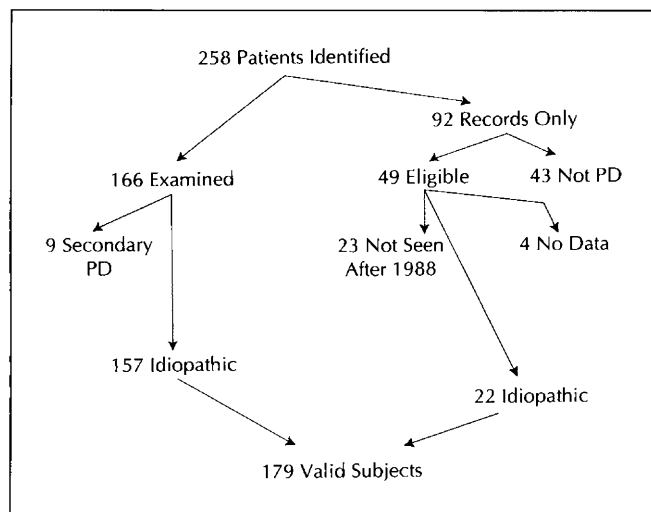 258 Patients Identified
92 Records Only
166 Examined
49 Eligible
43 Not PD
9 Secondary
PD
23 Not Seen
After 1988
4 No Data
157 Idiopathic
22 Idiopathic
179 Valid Subjects